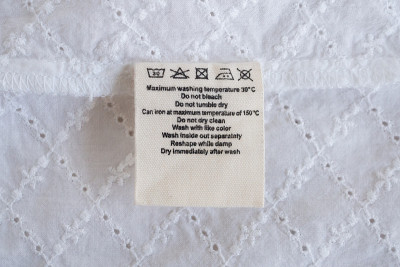 30
Maximum washing temperature 30°C
Do not bleach
Do not tumble dry
Can iron at maximum temperature of 150°C
Do not dry clean
Wash with like color
Wash inside out separately
Reshape while damp
Dry immediately after wash